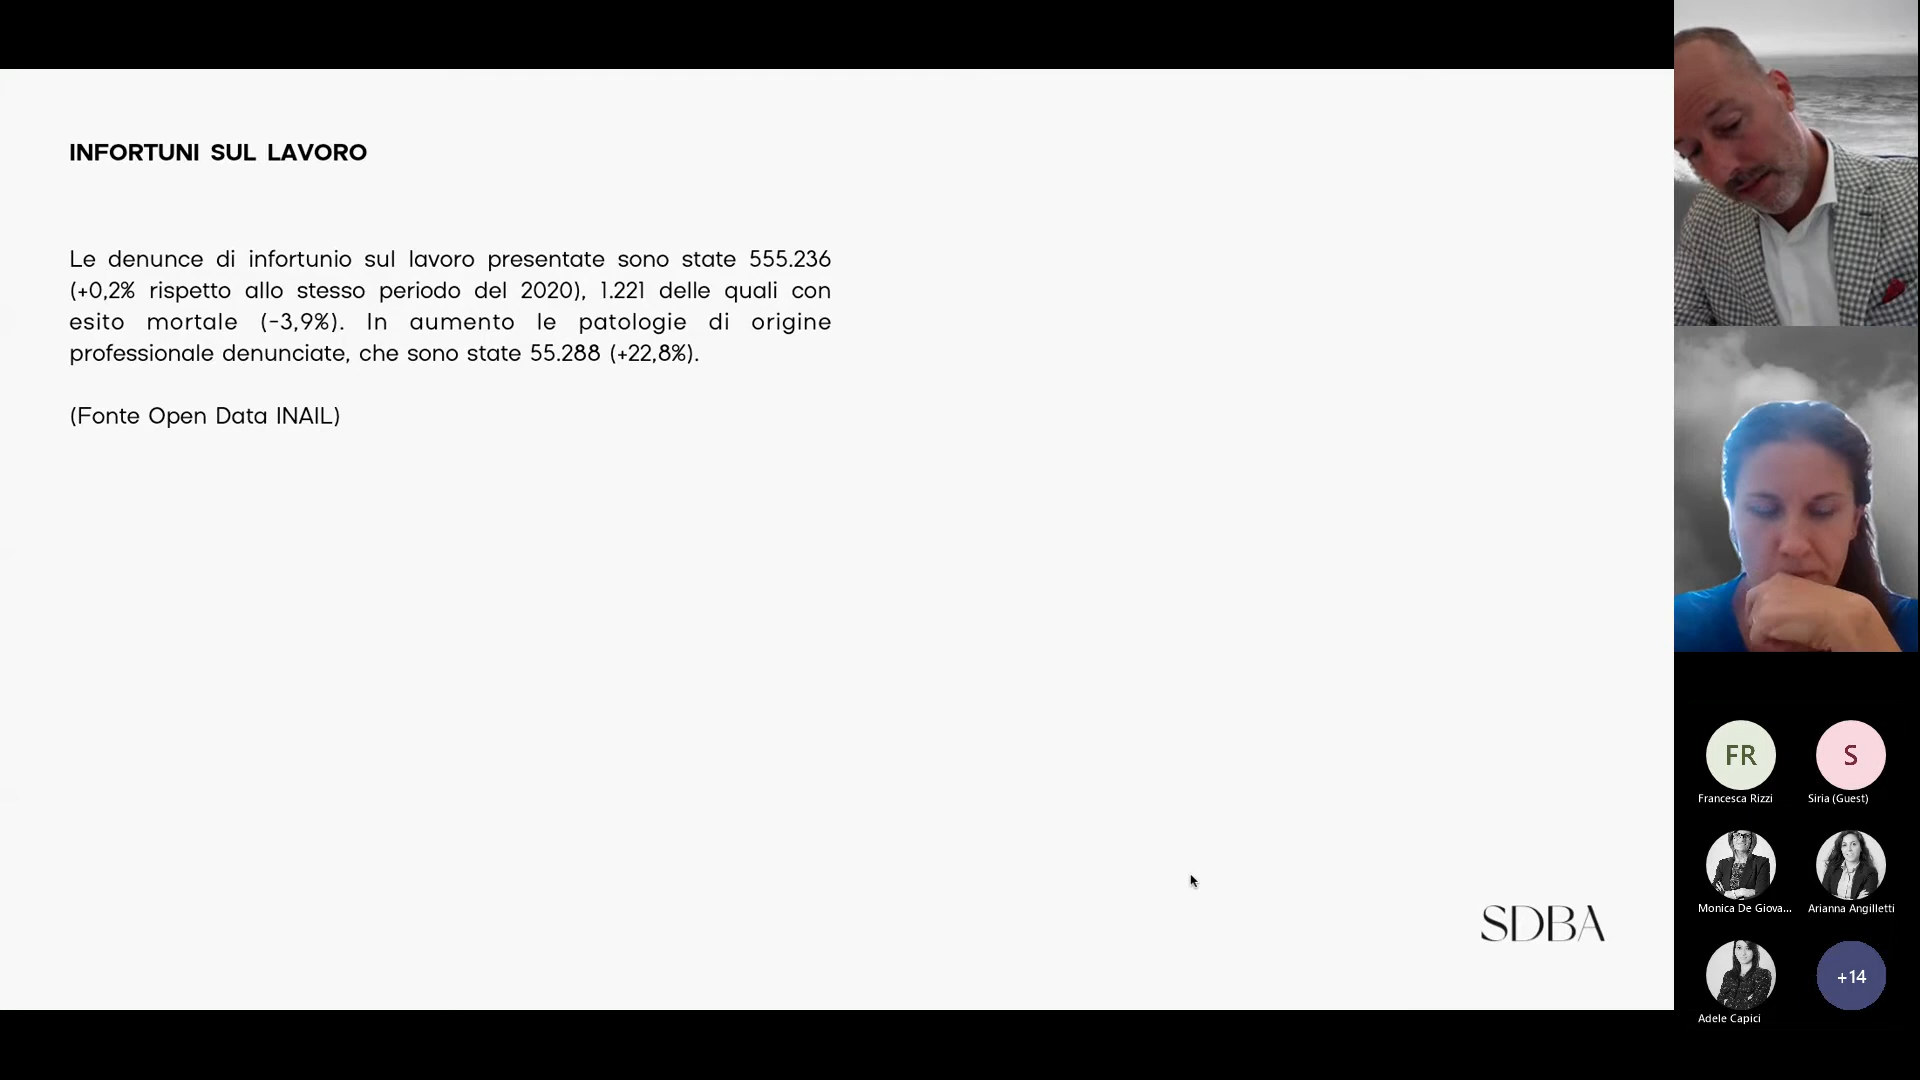 INFORTUNI SUL LAVORO
Le denunce di infortunio sul lavoro presentate sono state 555.236
(+0,2% rispetto allo stesso periodo del 2020), 1.221 delle quali con
esito mortale (-3,9%). In aumento le patologie di origine
professionale denunciate, che sono state 55.288 (+22,8%).
(Fonte Open Data INAIL)
SDBA
FR
S
Francesca Rizzi
Siria (Guest)
Monica De Giova...
Arianna Angilletti
+14
Adele Capici